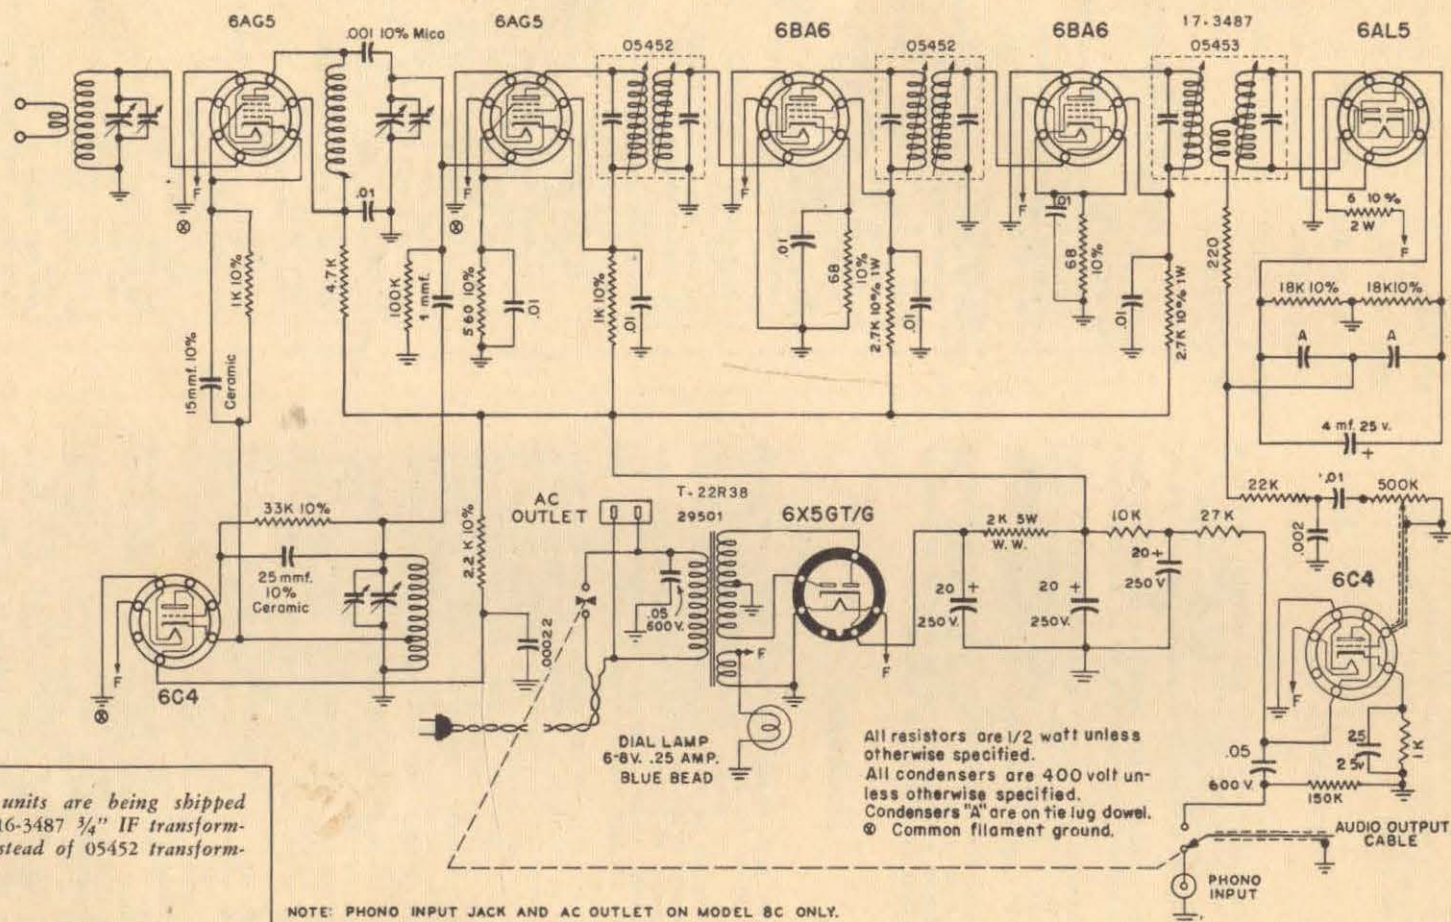 6AG5
6AG5
6BA6
6BA6
17-3487
6AL5
.001 10% Mica
05452
05452
05453
F
F
F
F
6 10%
2 W
F
.01
.01
.01
1K 10%
4.7K
100K
1 mmf.
560 10%
.01
1K 10%
.01
68
10%
2.7K 10% 1W
.01
68
10%
.01
2.7K 10% 1W
220
18K 10%
18K 10%
A
A
15 mmf. 10%
Ceramic
4 mf. 25 v.
+
33K 10%
25 mmf.
10%
Ceramic
2.2K 10%
.00022
F
6C4
AC
OUTLET
T-22R38
29501
6X5GT/G
.05
600V.
F
F
2K 5W
W. W.
10K
27K
20 +
250V.
20 +
250V.
20 +
250 V
22K
.01
500K
.002
6C4
F
.05
600 V.
25
25v
1K
150K
DIAL LAMP
6-8V. .25 AMP.
BLUE BEAD
All resistors are 1/2 watt unless
otherwise specified.
All condensers are 400 volt un-
less otherwise specified.
Condensers "A" are on tie lug dowel.
⊗ Common filament ground.
units are being shipped
16-3487 ¾" IF transform-
stead of 05452 transform-
AUDIO OUTPUT
CABLE
PHONO
INPUT
NOTE: PHONO INPUT JACK AND AC OUTLET ON MODEL 8C ONLY.